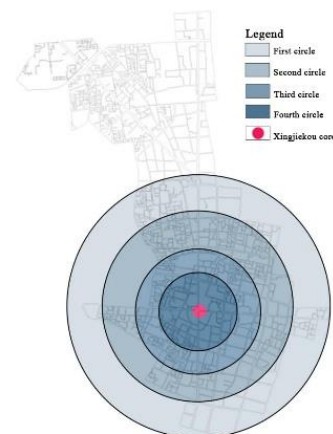 Legend
First circle
Second circle
Third circle
Fourth circle
Xingjiekou core